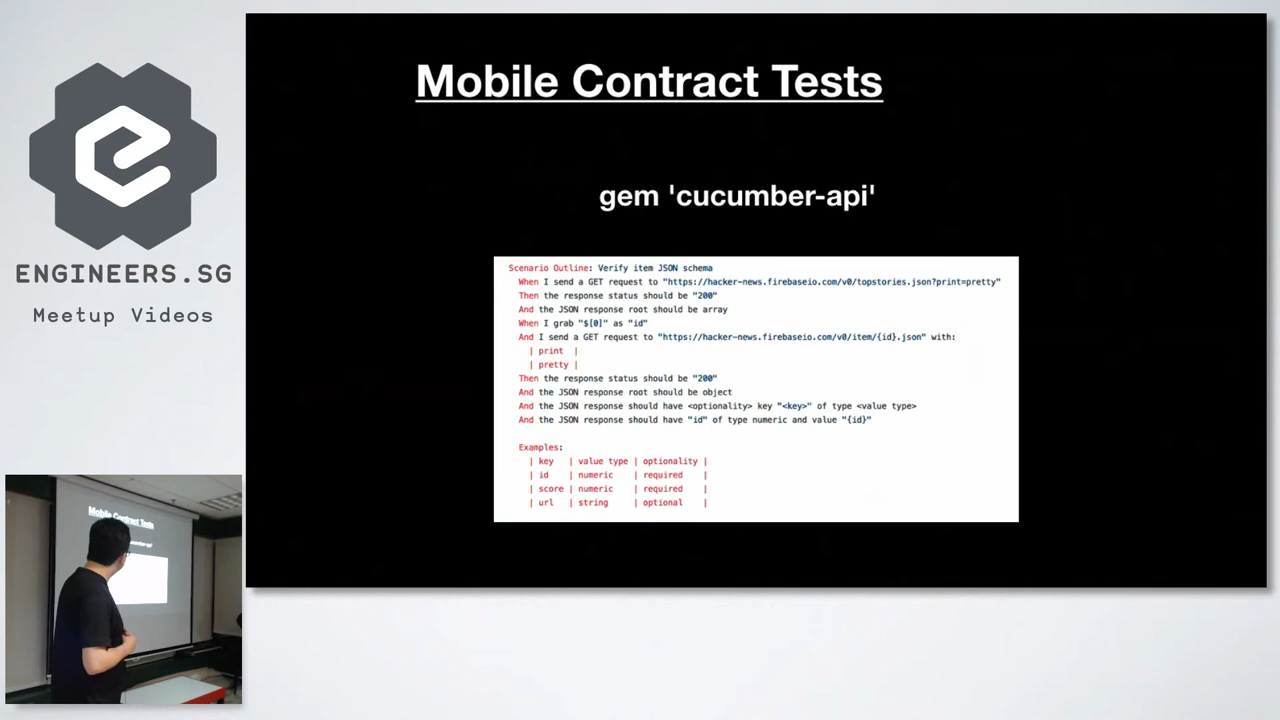 ENGINEERS.SG
Meetup Videos
Mobile Contract Tests
gem 'cucumber-api'
Scenario Outline: Verify item JSON schema
When I send a GET request to "https://hacker-news.firebaseio.com/v0/topstories.json?print=pretty"
Then the response status should be "200"
And the JSON response root should be array
When I grab "$[0]" as "id"
And I send a GET request to "https://hacker-news.firebaseio.com/v0/item/{id}.json" with:
| print |
| pretty |
Then the response status should be "200"
And the JSON response root should be object
And the JSON response should have <optionality> key "<key>" of type <value type>
And the JSON response should have "id" of type numeric and value "{id}"
Examples:
| key | value type | optionality |
| id | numeric | required |
| score | numeric | required |
| url | string | optional |
Mobile Contract Tests